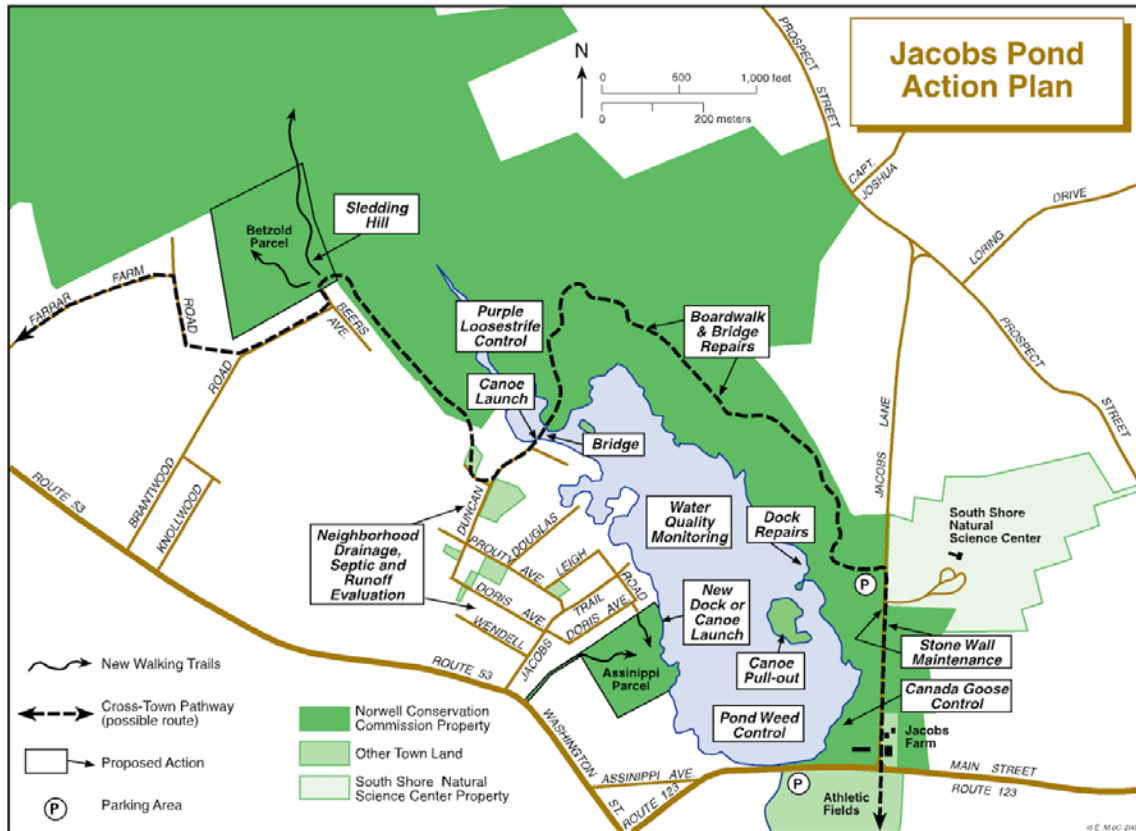 Jacobs Pond
Action Plan
N
0
500
1,000 feet
0
200 meters
PROSPECT
STREET
CAPT.
JOSHUA
LORING
DRIVE
PROSPECT
STREET
Sledding
Hill
Betzold
Parcel
FARRAR
FARM
ROAD
BEERS
AVE.
Purple
Loosestrife
Control
Boardwalk
& Bridge
Repairs
Canoe
Launch
Bridge
JACOBS
LANE
ROUTE 53
BRANTWOOD
ROAD
KNOLLWOOD
DUNCAN
Neighborhood
Drainage,
Septic and
Runoff
Evaluation
PROUTY
AVE.
DOUGLAS
LEIGH
ROAD
DORIS
AVE.
TRAIL
DORIS AVE.
WENDELL
JACOBS
Water
Quality
Monitoring
Dock
Repairs
South Shore
Natural
Science Center
P
New
Dock or
Canoe
Launch
Canoe
Pull-out
Stone Wall
Maintenance
Assinippi
Parcel
ROUTE 53
Canada Goose
Control
Pond Weed
Control
Jacobs
Farm
WASHINGTON
ST.
ASSINIPPI AVE.
ROUTE 123
MAIN STREET
ROUTE 123
P
Athletic
Fields
New Walking Trails
Cross-Town Pathway
(possible route)
Proposed Action
P
Parking Area
Norwell Conservation
Commission Property
Other Town Land
South Shore Natural
Science Center Property